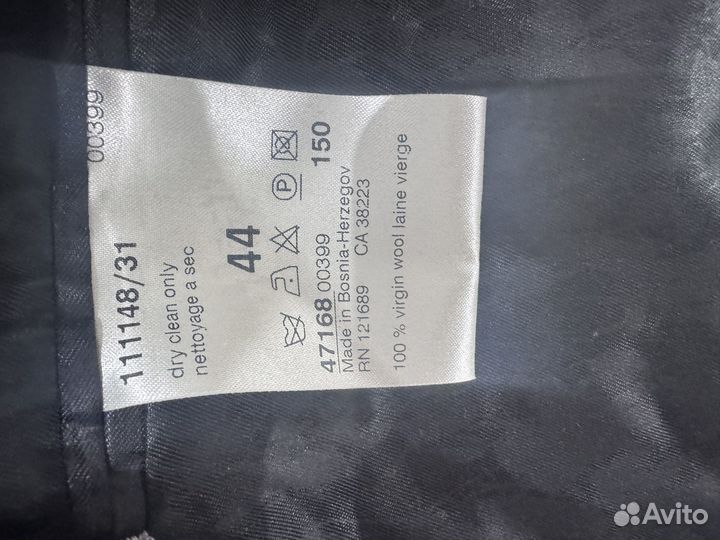 00399
111148/31
dry clean only
nettoyage a sec
44
P
150
47168 00399
Made in Bosnia-Herzegov
RN 121689 CA 38223
100 % virgin wool laine vierge
Avito